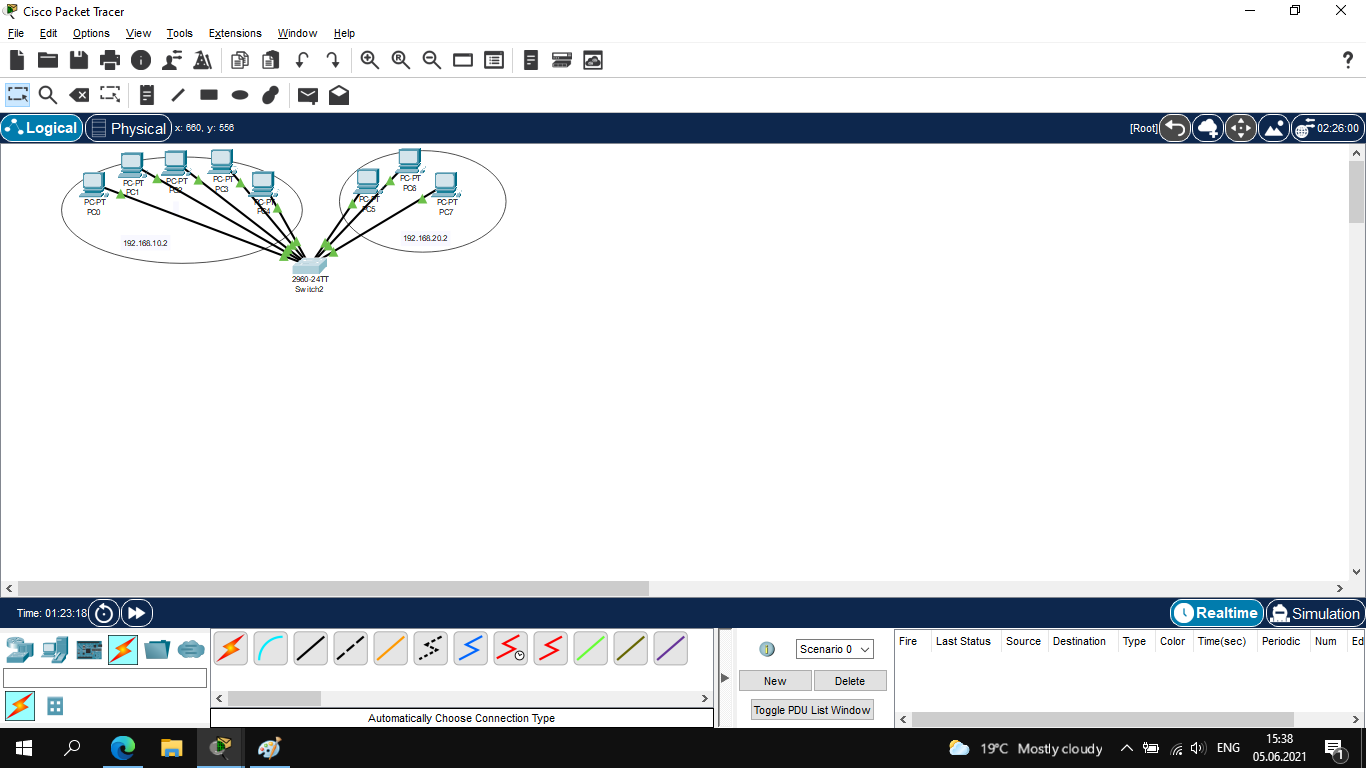 Cisco Packet Tracer
File Edit Options View Tools Extensions Window Help
Logical Physical x: 660, y: 556 [Root] 02:26:00
PC-PT
PC0
PC-PT
PC1
PC-PT
PC2
PC-PT
PC3
PC-PT
PC4
PC-PT
PC5
PC-PT
PC6
PC-PT
PC7
192.168.10.2
192.168.20.2
2960-24TT
Switch2
Time: 01:23:18 Realtime Simulation
Scenario 0
New Delete
Toggle PDU List Window
Fire Last Status Source Destination Type Color Time(sec) Periodic Num Ed
Automatically Choose Connection Type
19°C Mostly cloudy ENG
15:38
05.06.2021
1